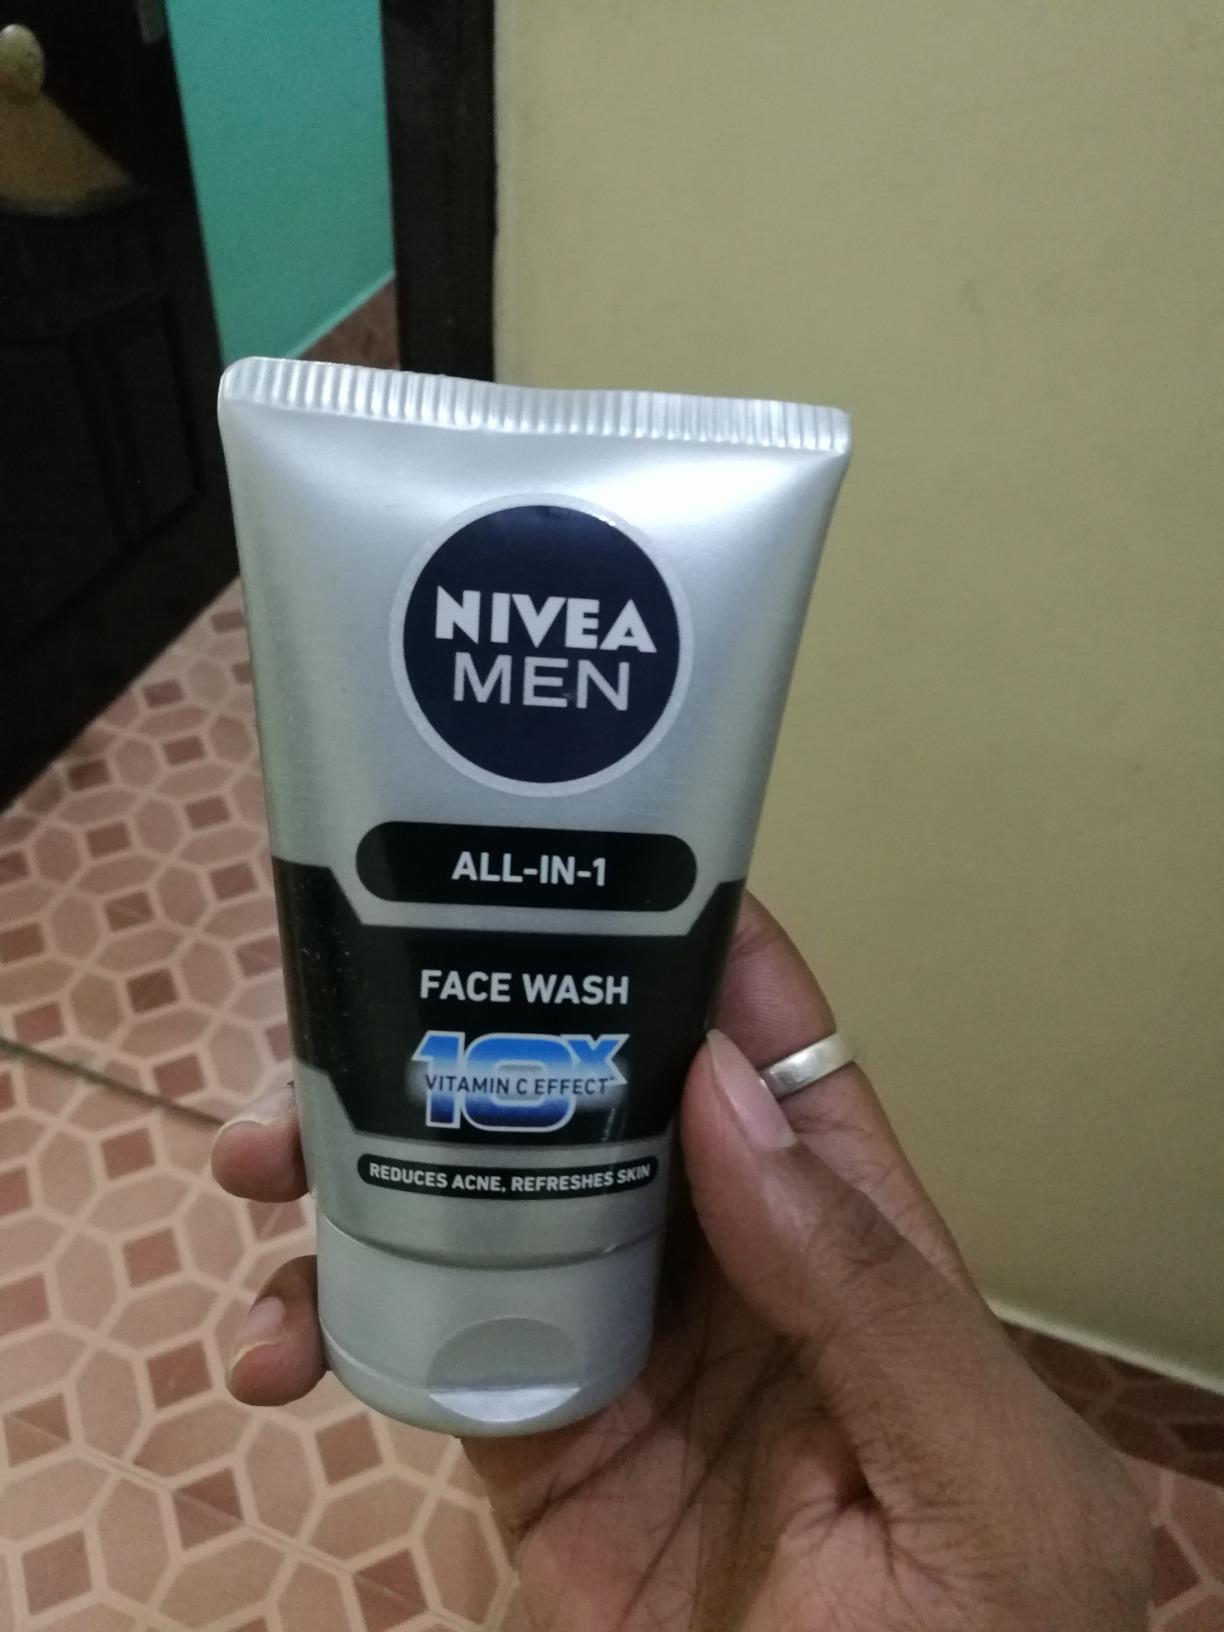 NIVEA
MEN
ALL-IN-1
FACE WASH
10X
VITAMIN C EFFECT*
REDUCES ACNE, REFRESHES SKIN